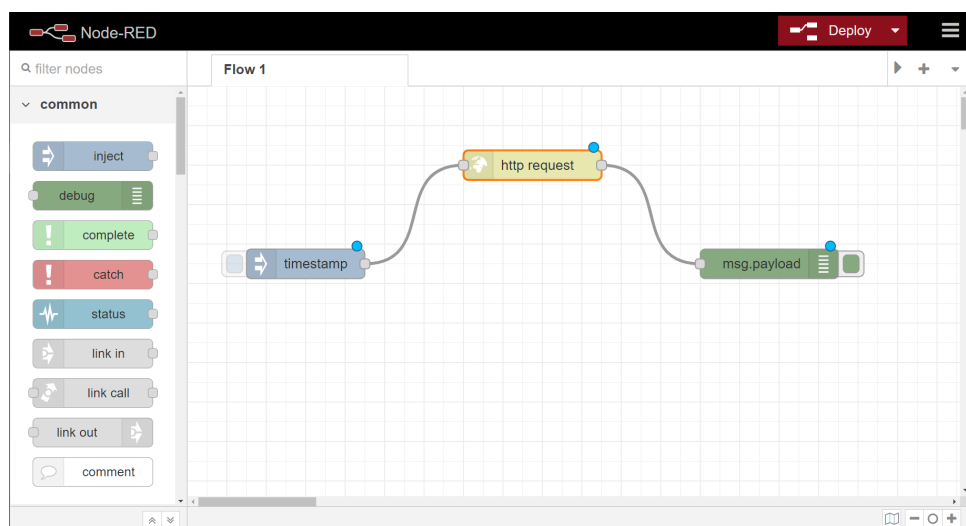 Node-RED
Deploy
filter nodes
Flow 1
common
inject
debug
complete
catch
status
link in
link call
link out
comment
http request
timestamp
msg.payload